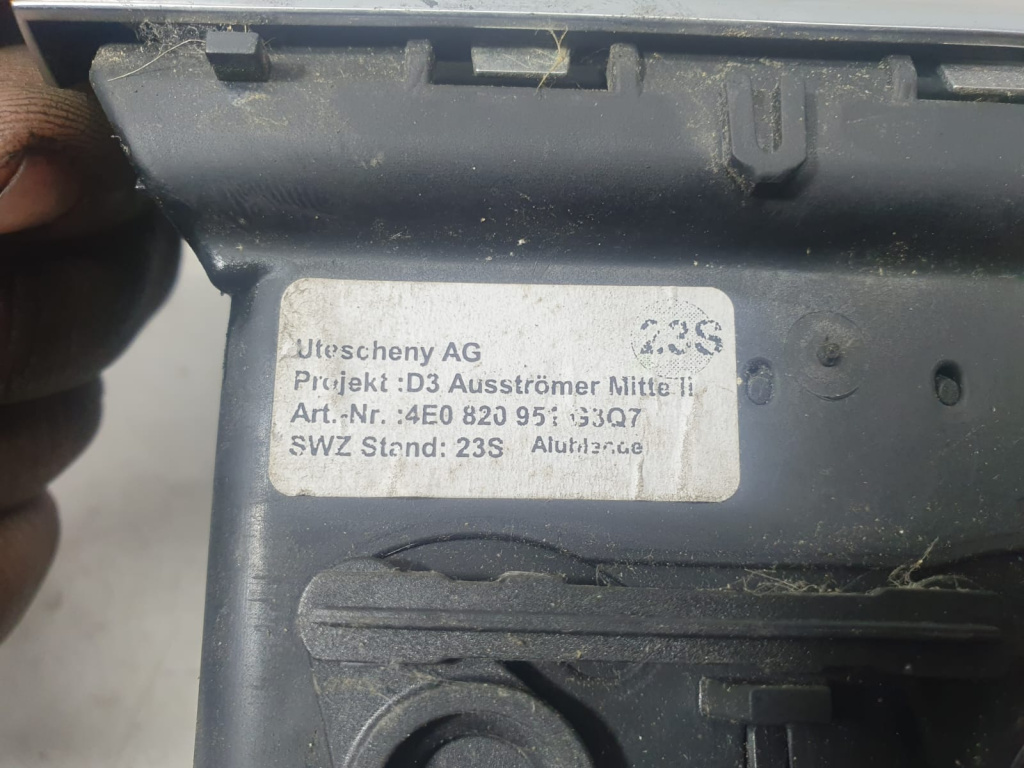 23S
Utescheny AG
Projekt :D3 Ausströmer Mitte li
Art.-Nr. :4E0 820 951 G3Q7
SWZ Stand: 23S